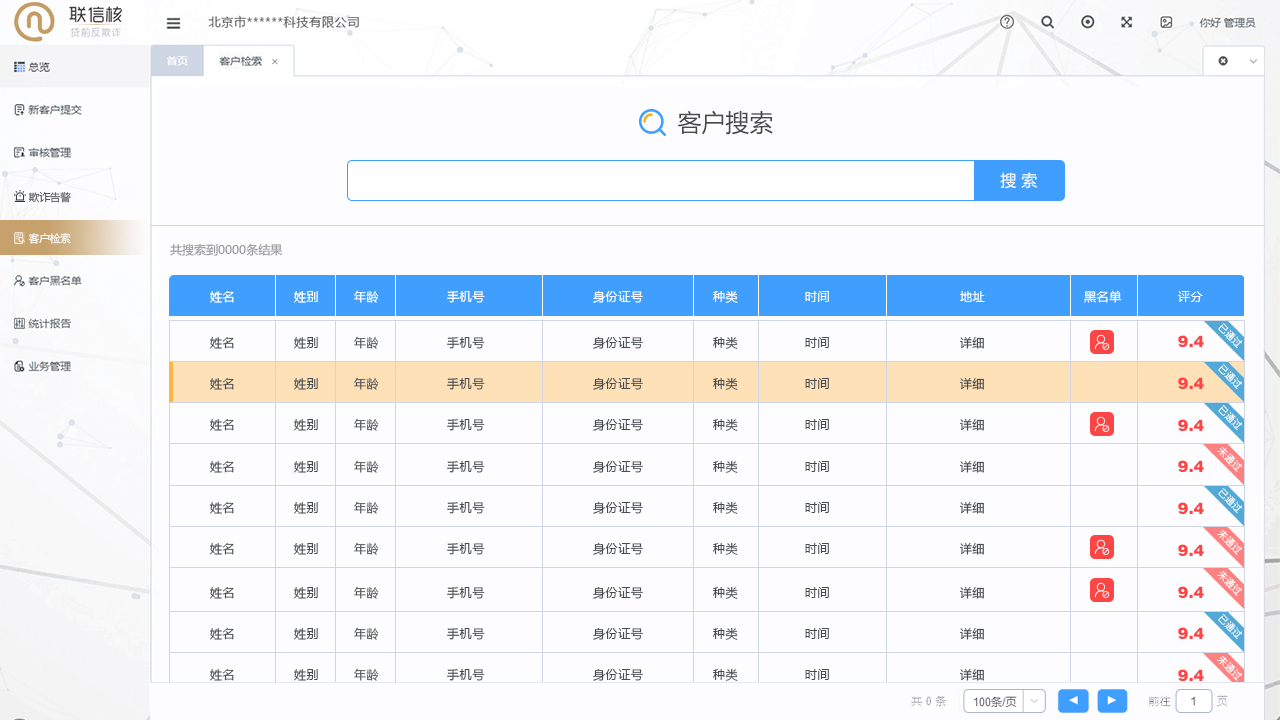 联信核
贷前反欺诈
北京市******科技有限公司
你好 管理员
总览
新客户提交
审核管理
欺诈告警
客户检索
客户黑名单
统计报告
业务管理
首页
客户检索 ×
客户搜索
搜 索
共搜索到0000条结果
姓名 姓别 年龄 手机号 身份证号 种类 时间 地址 黑名单 评分
姓名 姓别 年龄 手机号 身份证号 种类 时间 详细 9.4 已通过
姓名 姓别 年龄 手机号 身份证号 种类 时间 详细 9.4 已通过
姓名 姓别 年龄 手机号 身份证号 种类 时间 详细 9.4 已通过
姓名 姓别 年龄 手机号 身份证号 种类 时间 详细 9.4 未通过
姓名 姓别 年龄 手机号 身份证号 种类 时间 详细 9.4 已通过
姓名 姓别 年龄 手机号 身份证号 种类 时间 详细 9.4 未通过
姓名 姓别 年龄 手机号 身份证号 种类 时间 详细 9.4 未通过
姓名 姓别 年龄 手机号 身份证号 种类 时间 详细 9.4 已通过
姓名 姓别 年龄 手机号 身份证号 种类 时间 详细 9.4 未通过
共 0 条 100条/页 前往 1 页